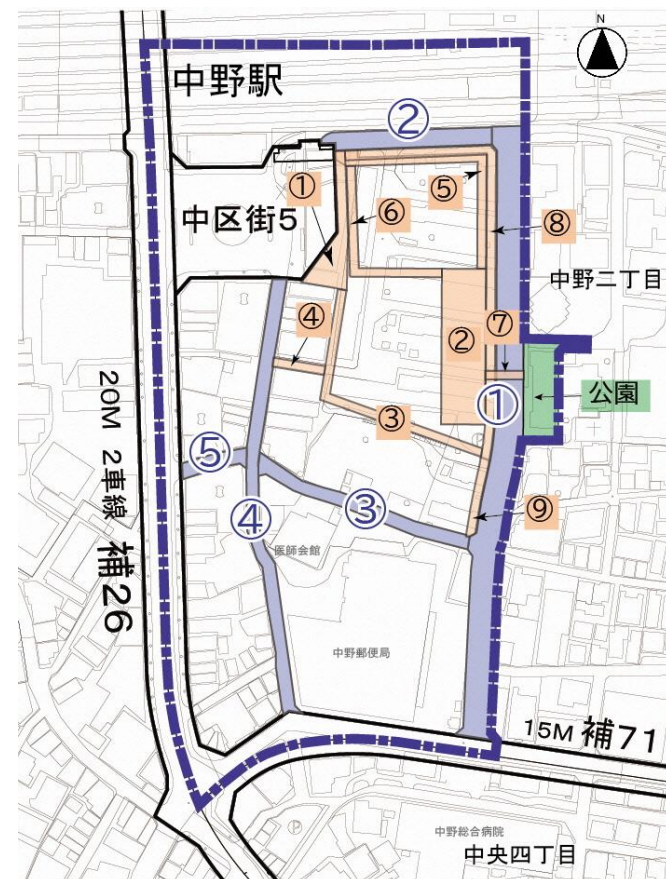 N
中野駅
②
①
中区街5
⑤
⑥
⑧
中野二丁目
④
⑦
②
公園
①
20M 2車線 補26
③
⑤
④
③
⑨
医師会館
中野郵便局
15M 補71
中野総合病院
中央四丁目